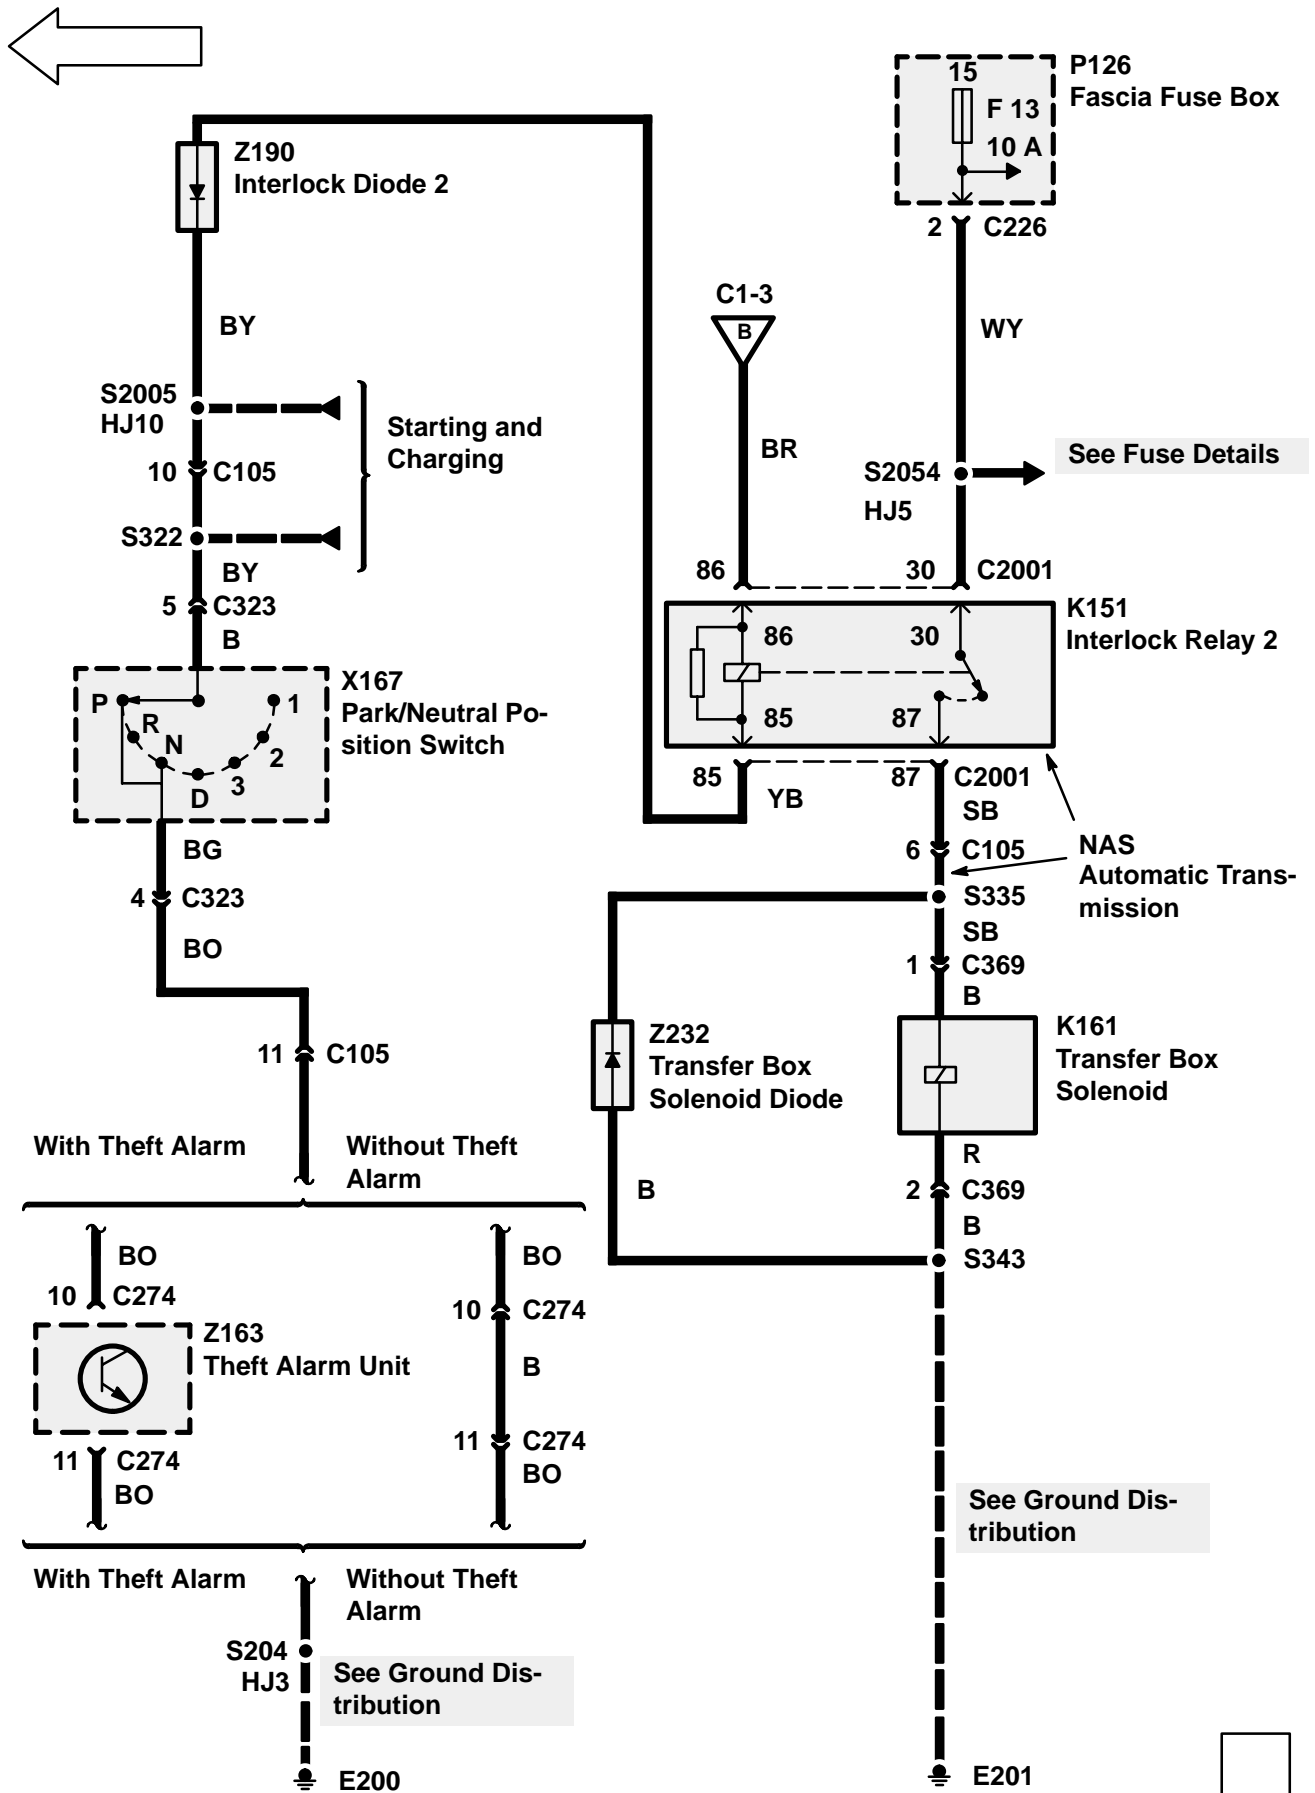 15
P126
Fascia Fuse Box
F 13
10 A
Z190
Interlock Diode 2
2
C226
C1-3
B
BY
WY
S2005
HJ10
Starting and
Charging
BR
See Fuse Details
10
C105
S2054
HJ5
S322
BY
86
30
C2001
5
C323
B
K151
Interlock Relay 2
86
30
X167
Park/Neutral Po-
sition Switch
P
1
R
N
2
D
3
85
87
85
YB
87
C2001
SB
BG
6
C105
NAS
Automatic Trans-
mission
4
C323
S335
BO
SB
1
C369
B
Z232
Transfer Box
Solenoid Diode
K161
Transfer Box
Solenoid
11
C105
With Theft Alarm
Without Theft
Alarm
R
B
2
C369
B
BO
BO
S343
10
C274
10
C274
Z163
Theft Alarm Unit
B
11
C274
BO
11
C274
BO
See Ground Dis-
tribution
With Theft Alarm
Without Theft
Alarm
S204
HJ3
See Ground Dis-
tribution
E200
E201